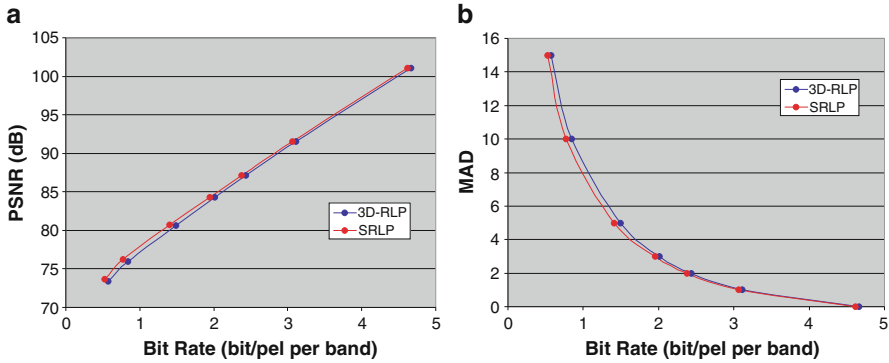 a
105
100
95
90
85
80
75
70
PSNR (dB)
3D-RLP
SRLP
0
1
2
3
4
5
Bit Rate (bit/pel per band)
b
16
14
12
10
8
6
4
2
0
MAD
3D-RLP
SRLP
0
1
2
3
4
5
Bit Rate (bit/pel per band)